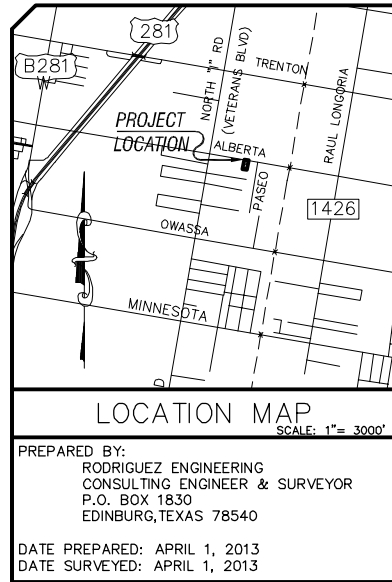 281
B281
NORTH "I" RD
(VETERANS BLVD)
TRENTON
RAUL LONGORIA
PROJECT
LOCATION
ALBERTA
PASEO
1426
OWASSA
MINNESOTA
D
LOCATION MAP
SCALE: 1"= 3000'
PREPARED BY:
RODRIGUEZ ENGINEERING
CONSULTING ENGINEER & SURVEYOR
P.O. BOX 1830
EDINBURG,TEXAS 78540
DATE PREPARED: APRIL 1, 2013
DATE SURVEYED: APRIL 1, 2013